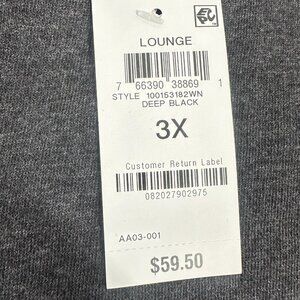 LOUNGE
7 66390 38869 1
STYLE 100153182WN
DEEP BLACK
3X
Customer Return Label
082027902975
AA03-001
$59.50